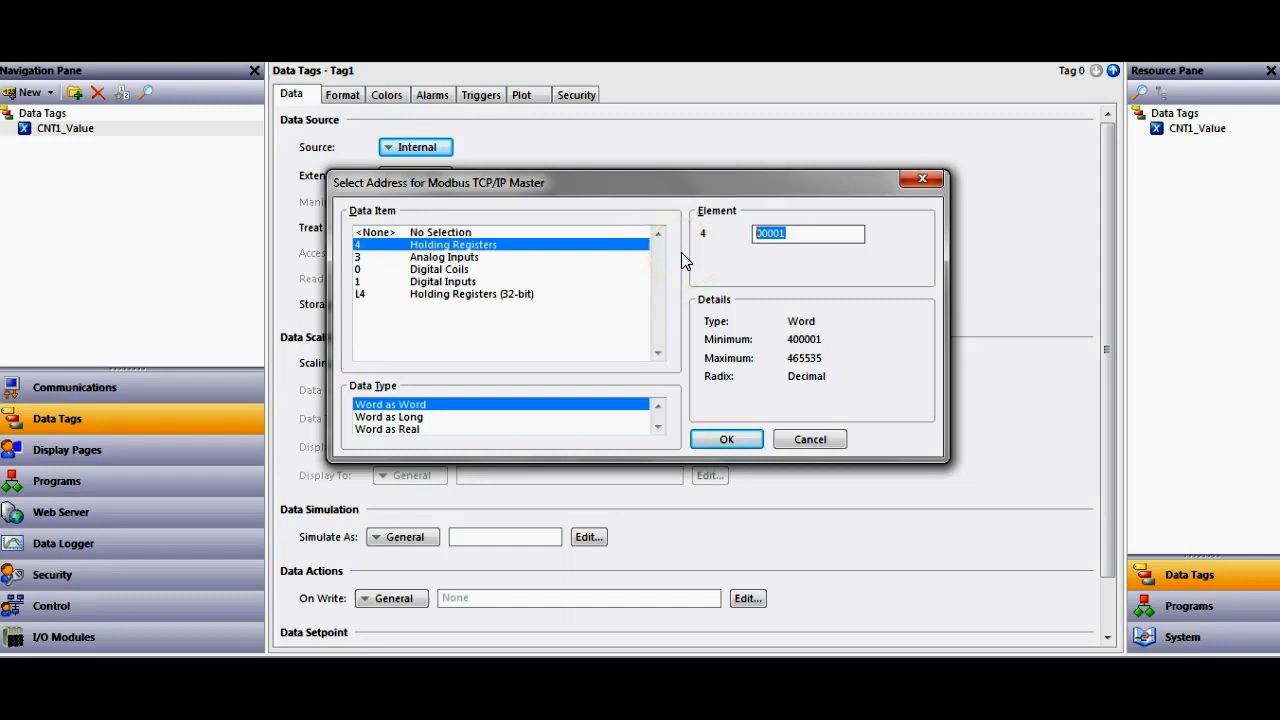 Navigation Pane
New
Data Tags
CNT1_Value
Communications
Data Tags
Display Pages
Programs
Web Server
Data Logger
Security
Control
I/O Modules
Data Tags - Tag1
Tag 0
Data Format Colors Alarms Triggers Plot Security
Data Source
Source: Internal
Exten
Manip
Treat
Acces
Read
Stora
Data Scali
Scalin
Data
Data
Displa
Display To: General Edit...
Data Simulation
Simulate As: General Edit...
Data Actions
On Write: General None Edit...
Data Setpoint
Select Address for Modbus TCP/IP Master
Data Item
<None> No Selection
4 Holding Registers
3 Analog Inputs
0 Digital Coils
1 Digital Inputs
L4 Holding Registers (32-bit)
Data Type
Word as Word
Word as Long
Word as Real
Element
4 00001
Details
Type: Word
Minimum: 400001
Maximum: 465535
Radix: Decimal
OK Cancel
Resource Pane
Data Tags
CNT1_Value
Data Tags
Programs
System